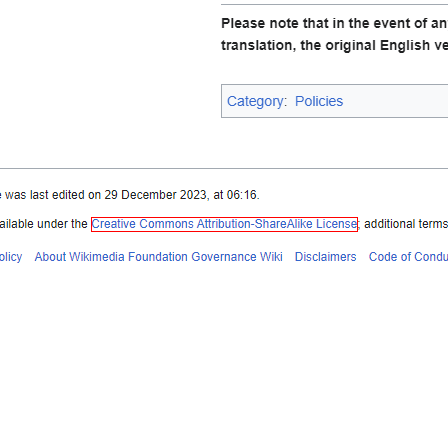 Please note that in the event of an
translation, the original English ve
Category: Policies
was last edited on 29 December 2023, at 06:16.
ailable under the Creative Commons Attribution-ShareAlike License; additional terms
olicy About Wikimedia Foundation Governance Wiki Disclaimers Code of Condu